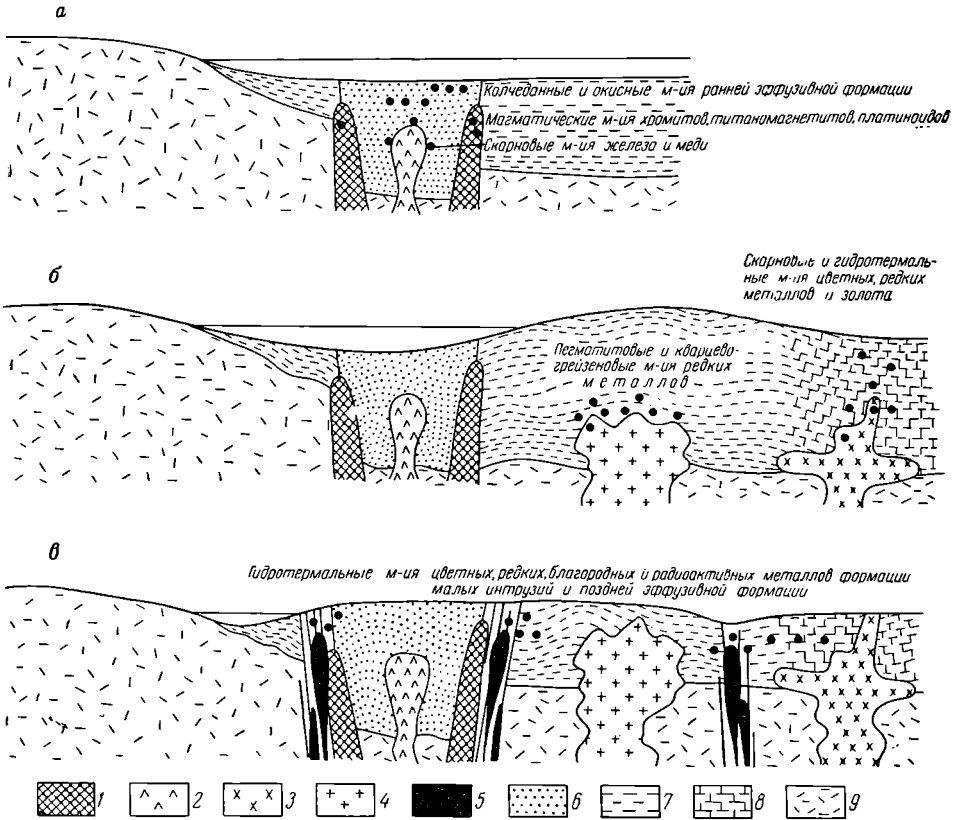 а
Колчеданные и окисные м-ия ранней эффузивной формации
Магматические м-ия хромитов, титаномагнетитов, платиноидов
Скарновые м-ия железа и меди
б
Скарновые и гидротермаль-
ные м-ия цветных, редких
металлов и золота
Пегматитовые и кварцево-
грейзеновые м-ия редких
металлов
в
Гидротермальные м-ия цветных, редких, благородных и радиоактивных металлов формации
малых интрузий и поздней эффузивной формации
1 2 3 4 5 6 7 8 9